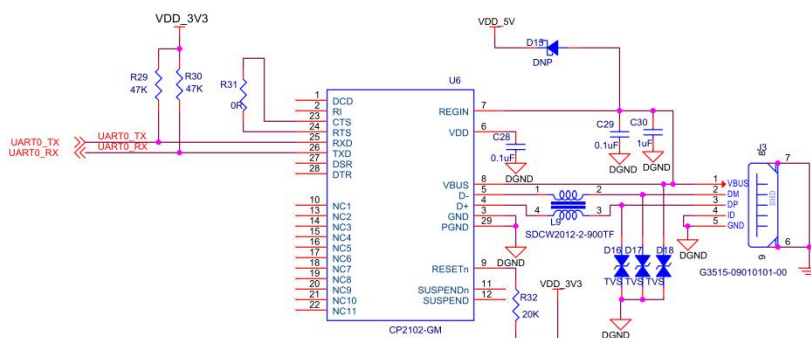 VDD_3V3
VDD_5V
D15
DNP
R29
47K
R30
47K
R31
0R
U6
UART0_TX
UART0_RX
UART0_TX
UART0_RX
1 DCD
2 RI
23 CTS
24 RTS
25 RXD
26 TXD
27 DSR
28 DTR
10 NC1
13 NC2
14 NC3
15 NC4
16 NC5
17 NC6
18 NC7
19 NC8
20 NC9
21 NC10
22 NC11
REGIN 7
VDD 6
VBUS 8
D- 5
D+ 4
GND 3
PGND 29
RESETn 9
SUSPENDn 11
SUSPEND 12
CP2102-GM
C28
0.1uF
DGND
C29
0.1uF
C30
1uF
DGND
DGND
1 2
4 3
L9
SDCW2012-2-900TF
DGND
D16
TVS
D17
TVS
D18
TVS
DGND
J3
1 VBUS
2 DM
3 DP
4 ID
5 GND
SHD
8
7
6
9
DGND
G3515-09010101-00
R32
20K
VDD_3V3